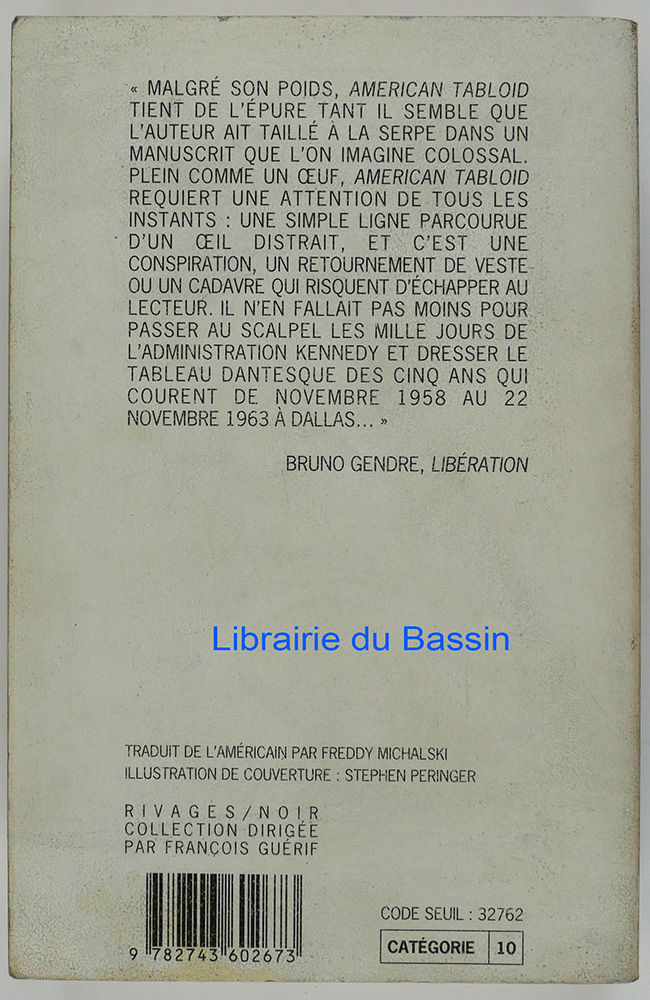 « MALGRÉ SON POIDS, AMERICAN TABLOID
TIENT DE L'ÉPURE TANT IL SEMBLE QUE
L'AUTEUR AIT TAILLÉ À LA SERPE DANS UN
MANUSCRIT QUE L'ON IMAGINE COLOSSAL.
PLEIN COMME UN ŒUF, AMERICAN TABLOID
REQUIERT UNE ATTENTION DE TOUS LES
INSTANTS : UNE SIMPLE LIGNE PARCOURUE
D'UN ŒIL DISTRAIT, ET C'EST UNE
CONSPIRATION, UN RETOURNEMENT DE VESTE
OU UN CADAVRE QUI RISQUENT D'ÉCHAPPER AU
LECTEUR. IL N'EN FALLAIT PAS MOINS POUR
PASSER AU SCALPEL LES MILLE JOURS DE
L'ADMINISTRATION KENNEDY ET DRESSER LE
TABLEAU DANTESQUE DES CINQ ANS QUI
COURENT DE NOVEMBRE 1958 AU 22
NOVEMBRE 1963 À DALLAS... »
BRUNO GENDRE, LIBÉRATION
Librairie du Bassin
TRADUIT DE L'AMÉRICAIN PAR FREDDY MICHALSKI
ILLUSTRATION DE COUVERTURE : STEPHEN PERINGER
RIVAGES/NOIR
COLLECTION DIRIGÉE
PAR FRANÇOIS GUÉRIF
CODE SEUIL : 32762
CATÉGORIE 10
9 782743 602673